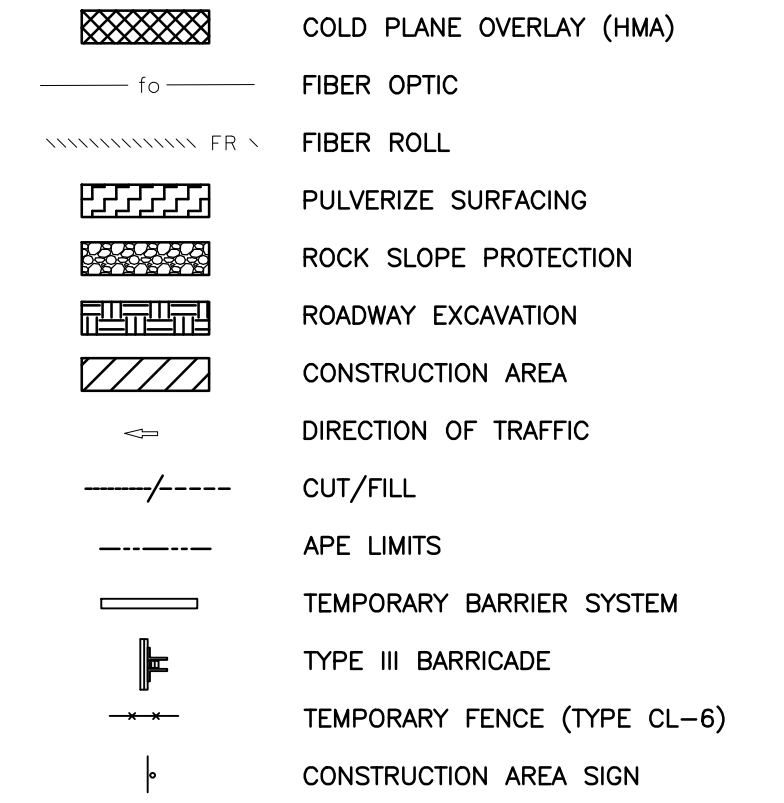 COLD PLANE OVERLAY (HMA)
fo FIBER OPTIC
FR FIBER ROLL
PULVERIZE SURFACING
ROCK SLOPE PROTECTION
ROADWAY EXCAVATION
CONSTRUCTION AREA
DIRECTION OF TRAFFIC
CUT/FILL
APE LIMITS
TEMPORARY BARRIER SYSTEM
TYPE III BARRICADE
TEMPORARY FENCE (TYPE CL-6)
CONSTRUCTION AREA SIGN